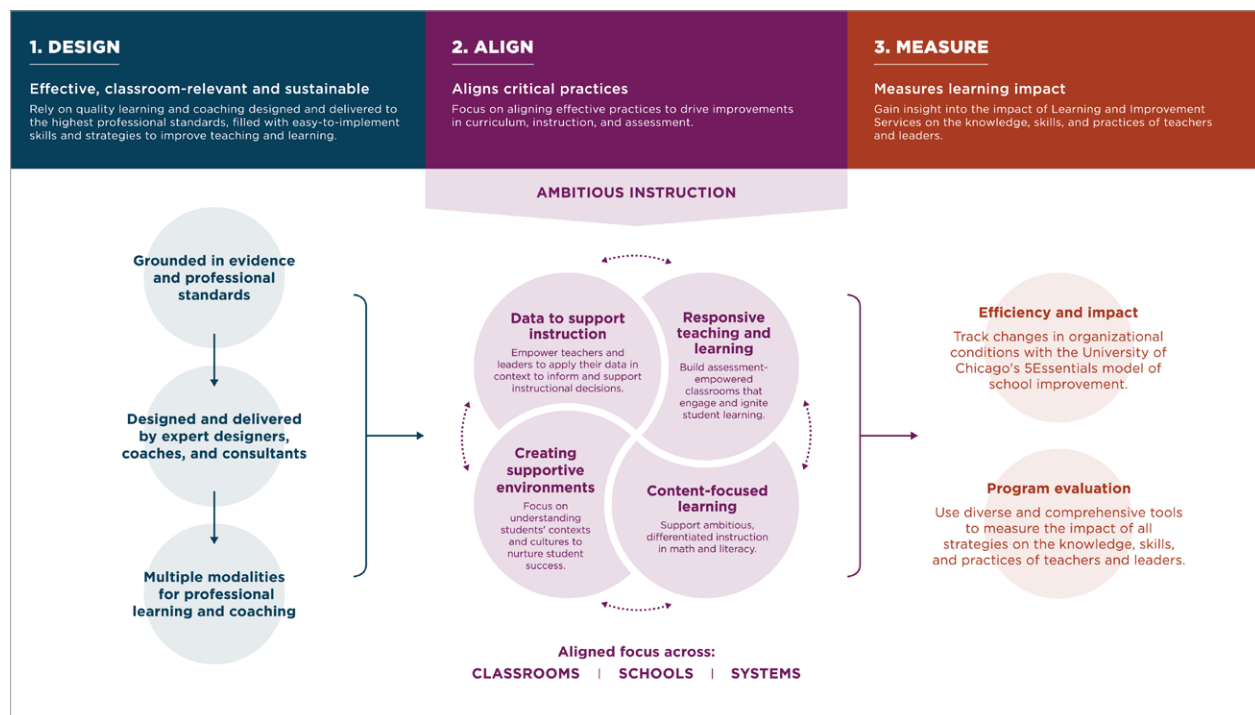 1. DESIGN
Effective, classroom-relevant and sustainable
Rely on quality learning and coaching designed and delivered to
the highest professional standards, filled with easy-to-implement
skills and strategies to improve teaching and learning.
2. ALIGN
Aligns critical practices
Focus on aligning effective practices to drive improvements
in curriculum, instruction, and assessment.
3. MEASURE
Measures learning impact
Gain insight into the impact of Learning and Improvement
Services on the knowledge, skills, and practices of teachers
and leaders.
Grounded in evidence
and professional
standards
Designed and delivered
by expert designers,
coaches, and consultants
Multiple modalities
for professional
learning and coaching
AMBITIOUS INSTRUCTION
Data to support
instruction
Empower teachers and
leaders to apply their data in
context to inform and support
instructional decisions.
Responsive
teaching and
learning
Build assessment-
empowered
classrooms that
engage and ignite
student learning.
Creating
supportive
environments
Focus on
understanding
students' contexts
and cultures to
nurture student
success.
Content-focused
learning
Support ambitious,
differentiated instruction
in math and literacy.
Aligned focus across:
CLASSROOMS | SCHOOLS | SYSTEMS
Efficiency and impact
Track changes in organizational
conditions with the University of
Chicago's 5Essentials model of
school improvement.
Program evaluation
Use diverse and comprehensive tools
to measure the impact of all
strategies on the knowledge, skills,
and practices of teachers and leaders.